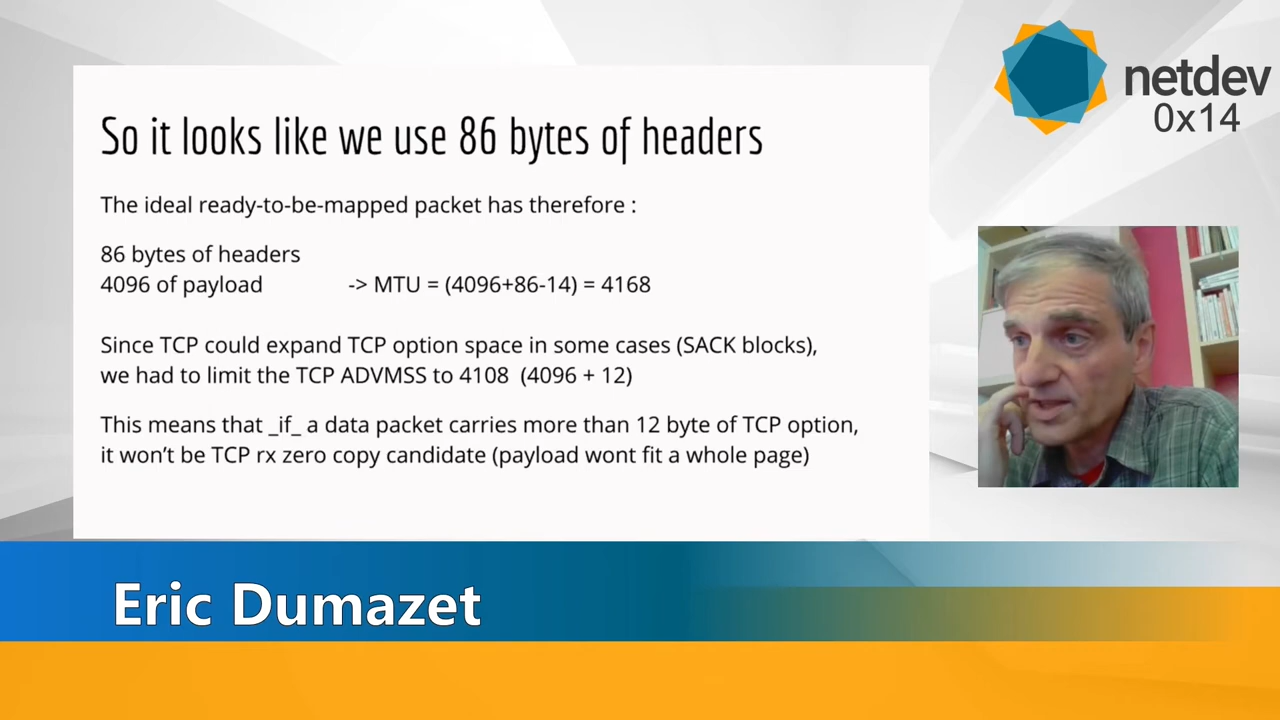 netdev
0x14
So it looks like we use 86 bytes of headers
The ideal ready-to-be-mapped packet has therefore :
86 bytes of headers
4096 of payload -> MTU = (4096+86-14) = 4168
Since TCP could expand TCP option space in some cases (SACK blocks),
we had to limit the TCP ADVMSS to 4108 (4096 + 12)
This means that _if_ a data packet carries more than 12 byte of TCP option,
it won’t be TCP rx zero copy candidate (payload wont fit a whole page)
Eric Dumazet